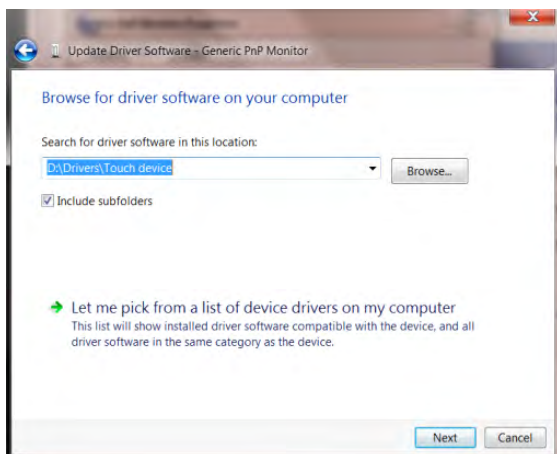 Update Driver Software - Generic PnP Monitor
Browse for driver software on your computer
Search for driver software in this location:
D:\Drivers\Touch device
Browse...
Include subfolders
Let me pick from a list of device drivers on my computer
This list will show installed driver software compatible with the device, and all
driver software in the same category as the device.
Next
Cancel